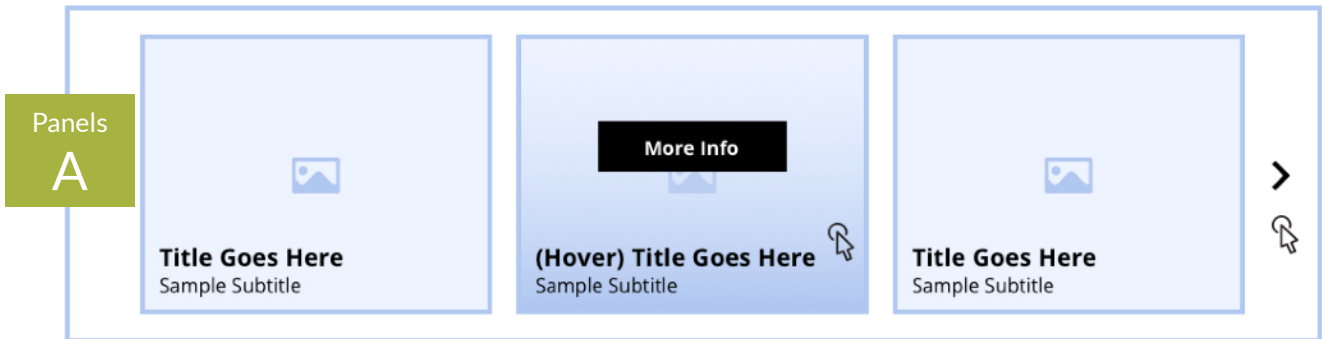 Panels
A
Title Goes Here
Sample Subtitle
More Info
(Hover) Title Goes Here
Sample Subtitle
Title Goes Here
Sample Subtitle